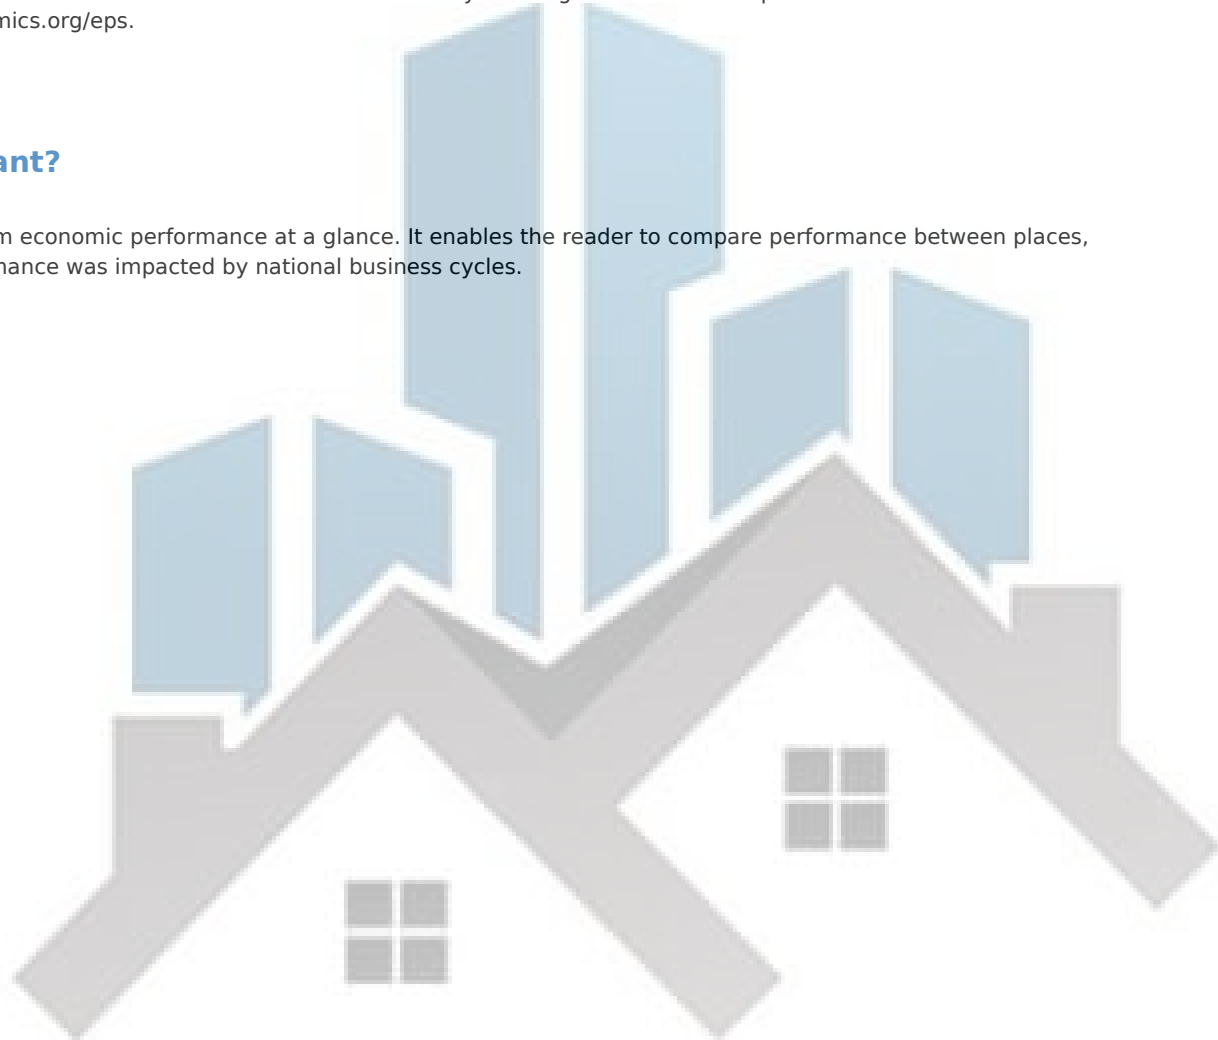 mics.org/eps.
ant?
m economic performance at a glance. It enables the reader to compare performance between places,
mance was impacted by national business cycles.